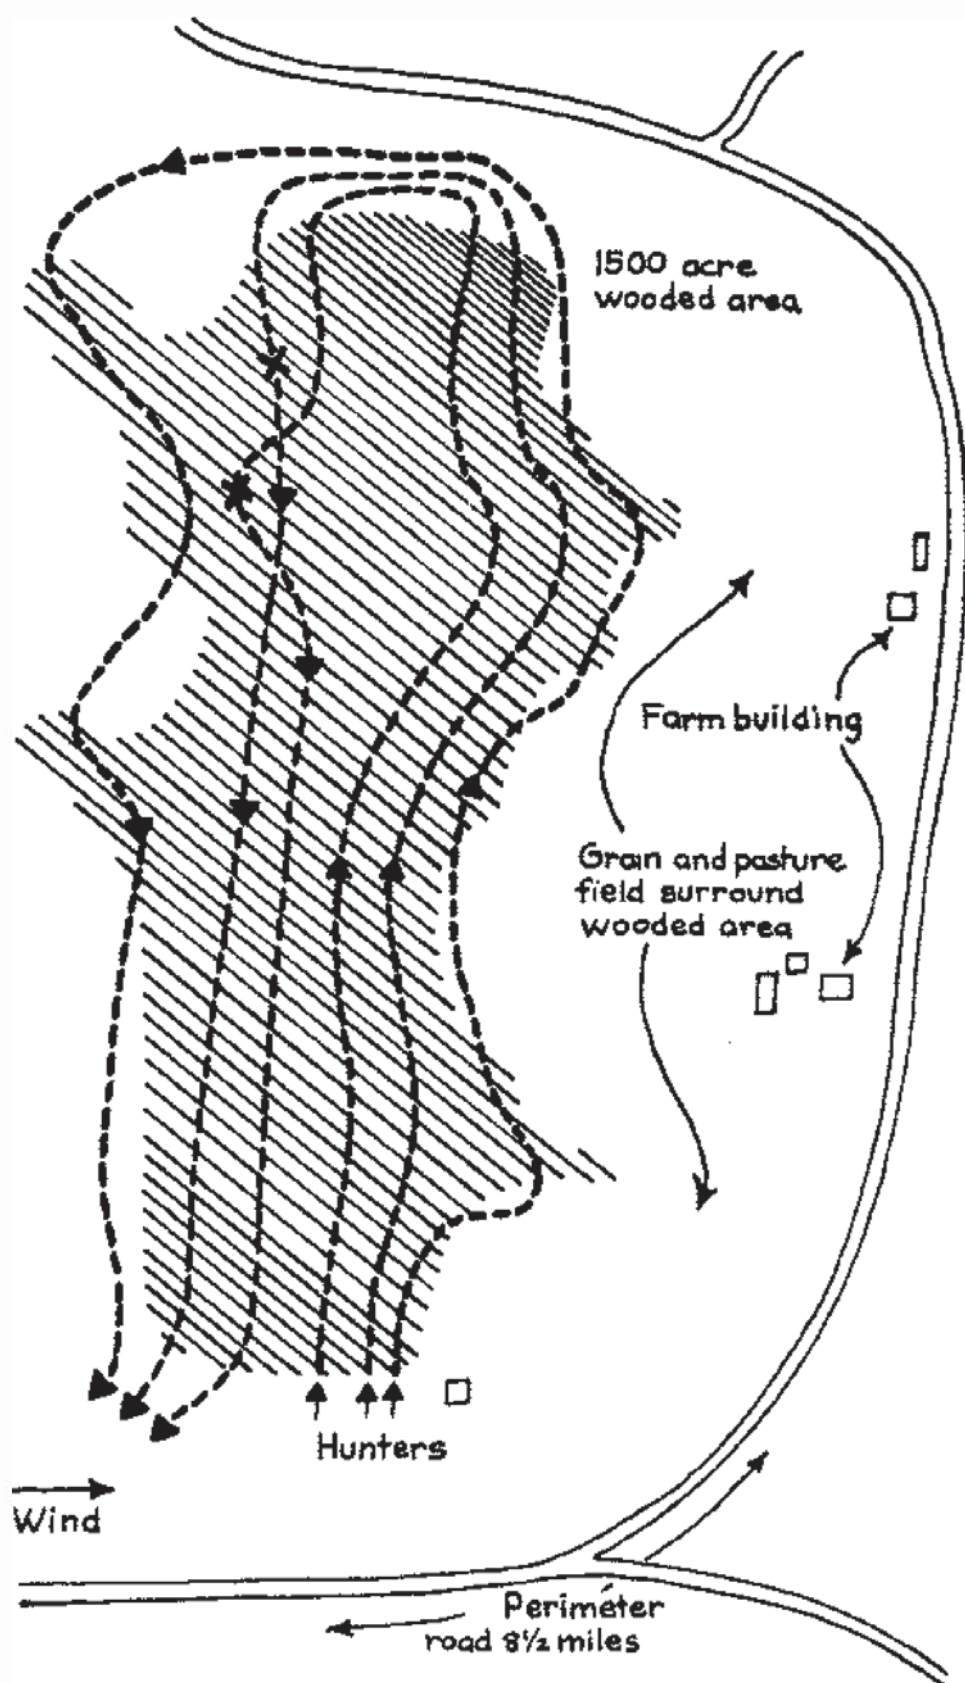 1500 acre
wooded area
Farm building
Grain and pasture
field surround
wooded area
Hunters
Wind
Periméter
road 8½ miles